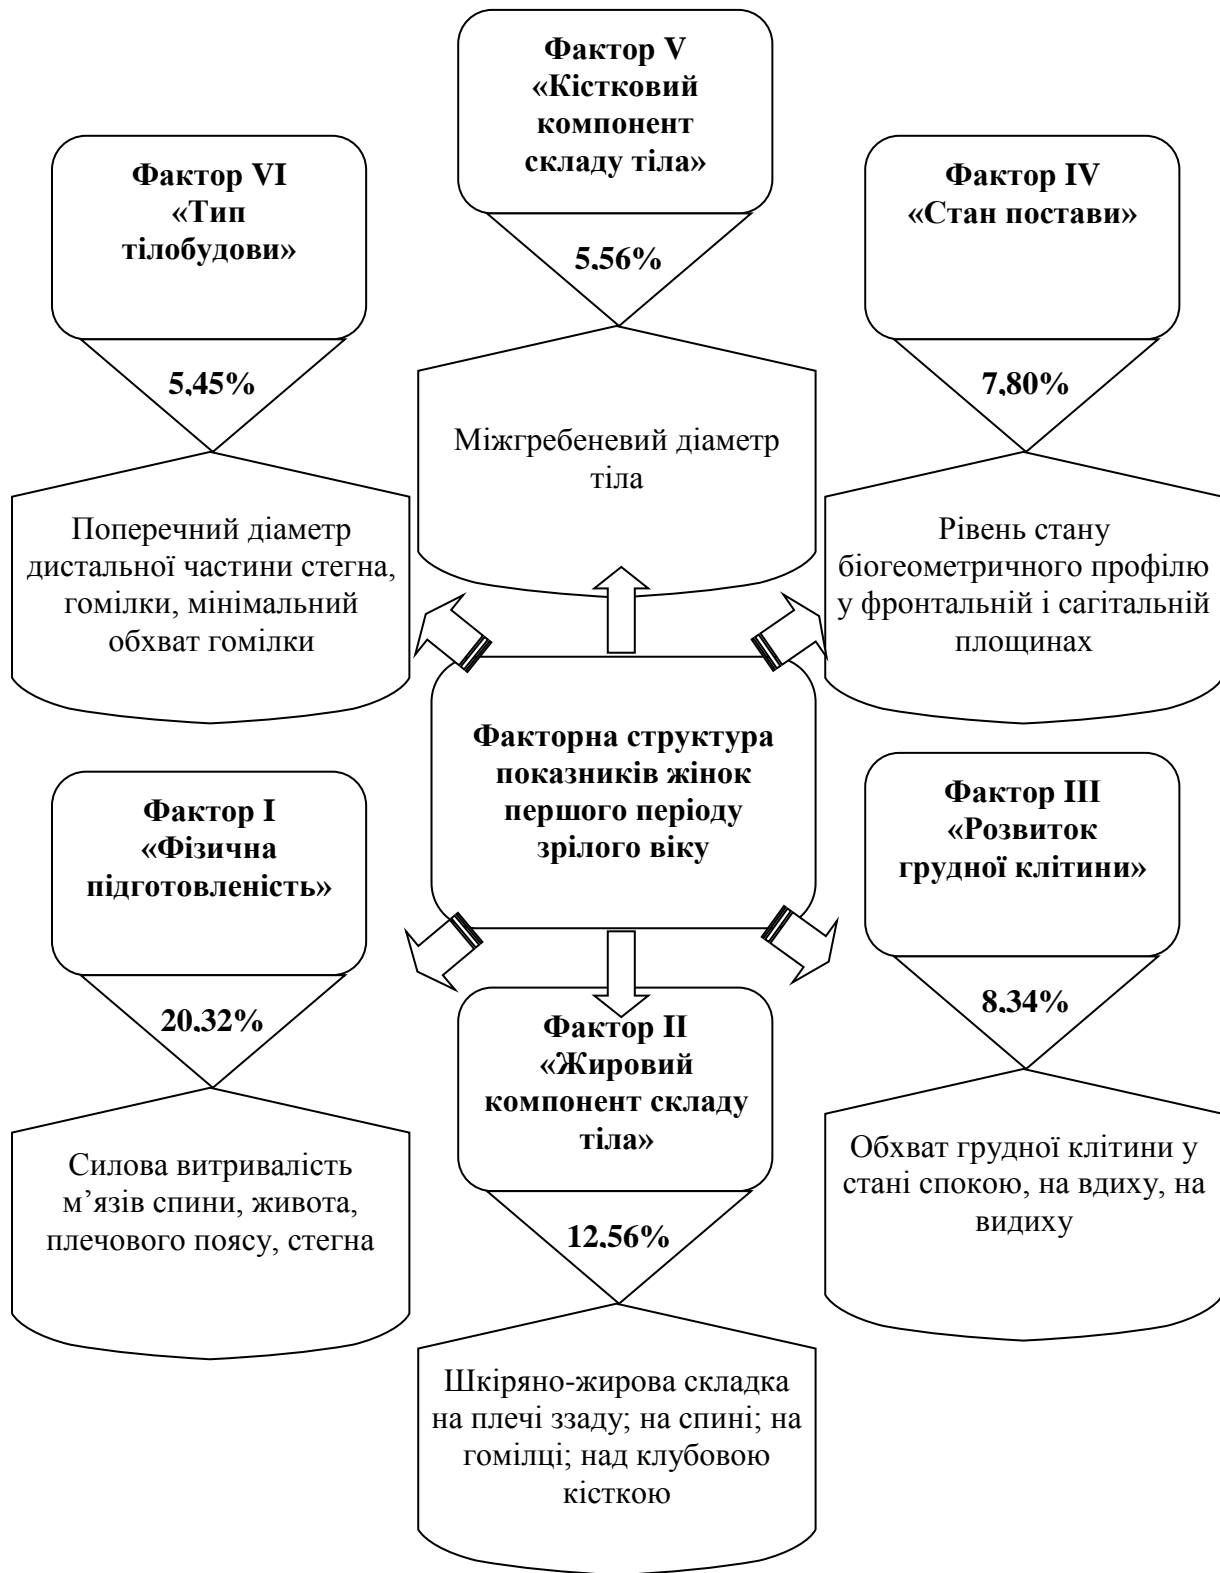 Фактор V
«Кістковий
компонент
складу тіла»
5,56%
Міжгребеневий діаметр
тіла
Фактор VI
«Тип
тілобудови»
5,45%
Поперечний діаметр
дистальної частини стегна,
гомілки, мінімальний
обхват гомілки
Фактор IV
«Стан постави»
7,80%
Рівень стану
біогеометричного профілю
у фронтальній і сагітальній
площинах
Факторна структура
показників жінок
першого періоду
зрілого віку
Фактор I
«Фізична
підготовленість»
20,32%
Силова витривалість
м’язів спини, живота,
плечового поясу, стегна
Фактор II
«Жировий
компонент складу
тіла»
12,56%
Шкіряно-жирова складка
на плечі ззаду; на спині; на
гомілці; над клубовою
кісткою
Фактор III
«Розвиток
грудної клітини»
8,34%
Обхват грудної клітини у
стані спокою, на вдиху, на
видиху